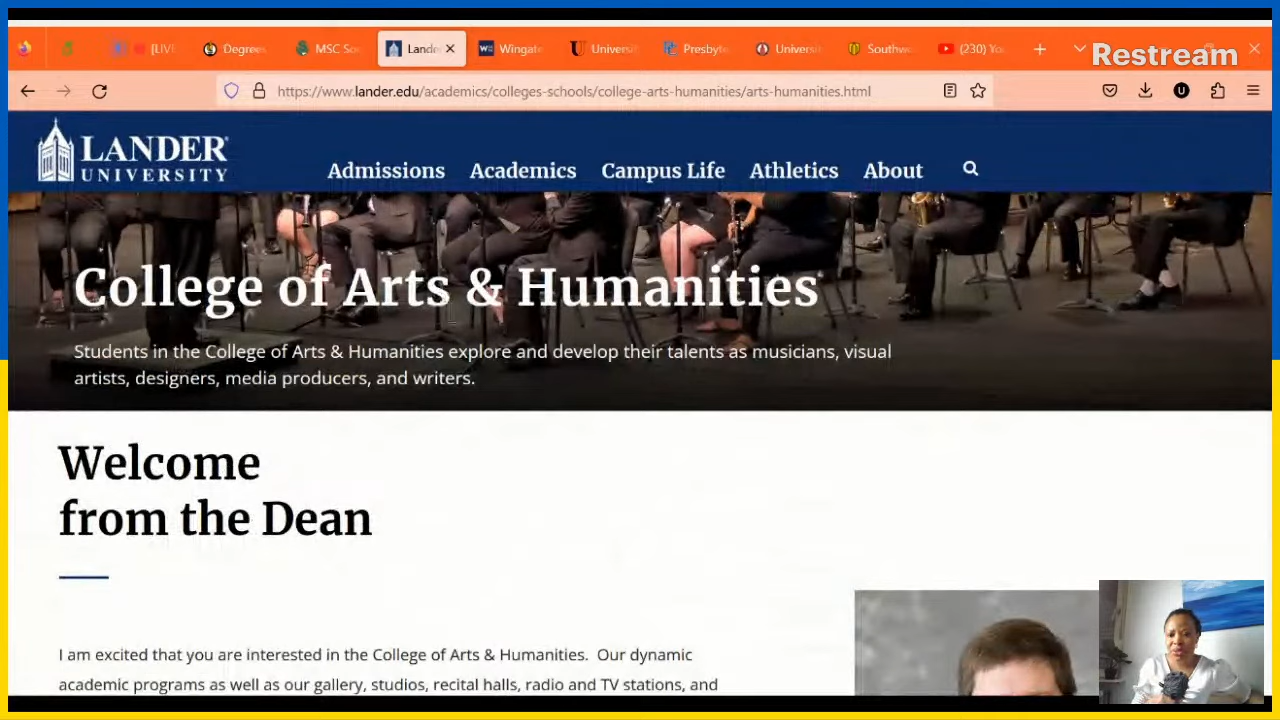 [LIVE
Degrees
MSC Soc
Lande
Wingate
Universit
Presbyte
Universit
Southwe
(230) Yo
Restream
https://www.lander.edu/academics/colleges-schools/college-arts-humanities/arts-humanities.html
U
LANDER
UNIVERSITY
Admissions Academics Campus Life Athletics About
College of Arts & Humanities
Students in the College of Arts & Humanities explore and develop their talents as musicians, visual
artists, designers, media producers, and writers.
Welcome
from the Dean
I am excited that you are interested in the College of Arts & Humanities. Our dynamic
academic programs as well as our gallery, studios, recital halls, radio and TV stations, and